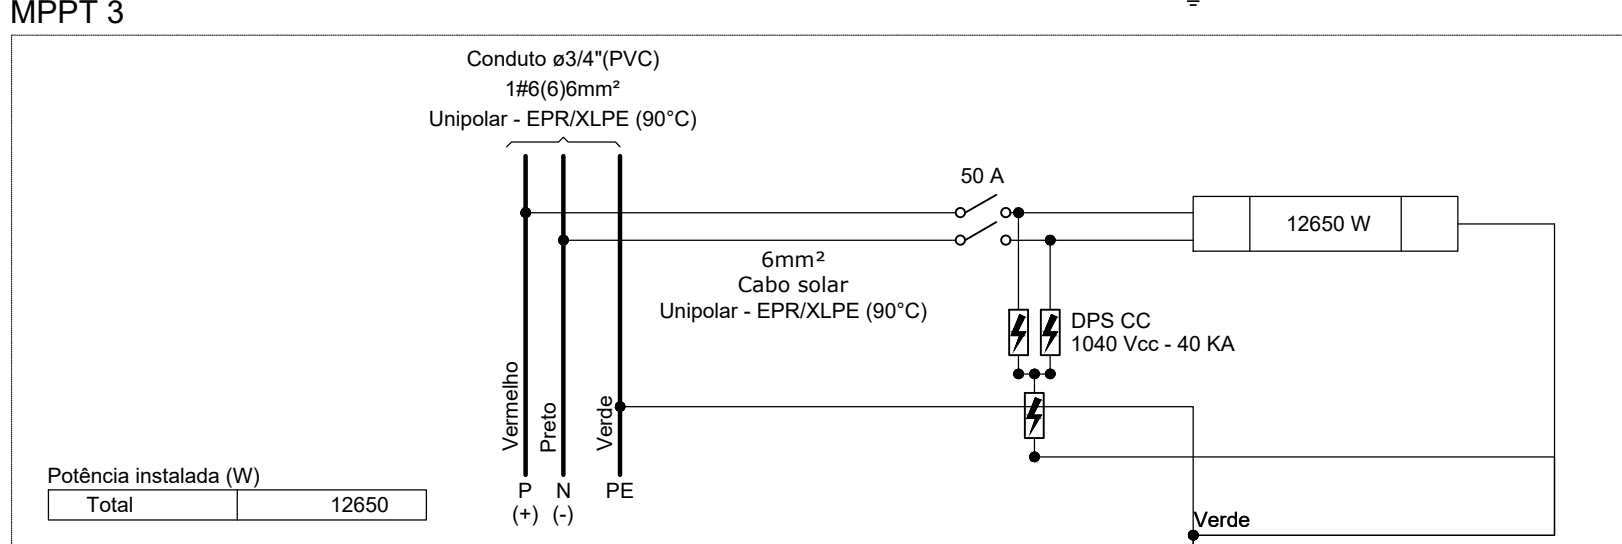 MPPT 3
Conduto ø3/4"(PVC)
1#6(6)6mm²
Unipolar - EPR/XLPE (90°C)
50 A
12650 W
6mm²
Cabo solar
Unipolar - EPR/XLPE (90°C)
DPS CC
1040 Vcc - 40 KA
Vermelho
Preto
Verde
Potência instalada (W)
Total 12650
P N PE
(+) (-)
Verde